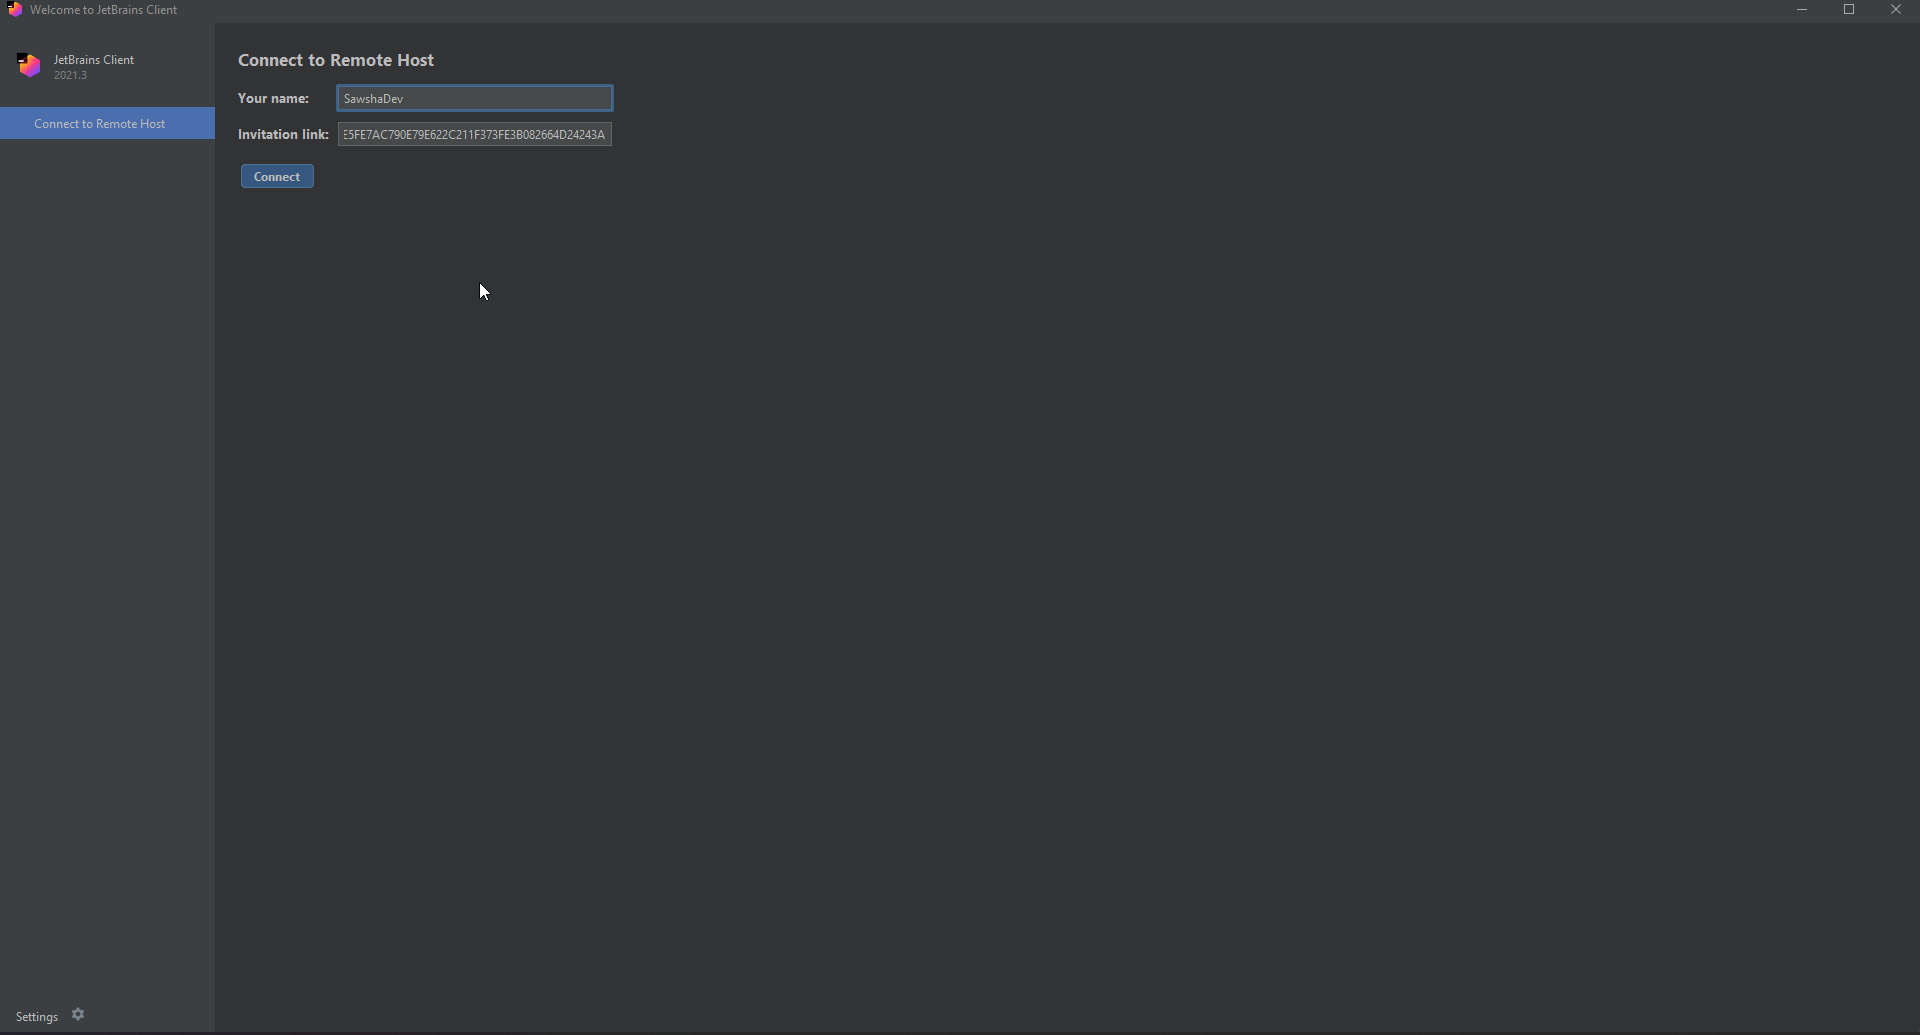 Welcome to JetBrains Client
JetBrains Client
2021.3
Connect to Remote Host
Connect to Remote Host
Your name: SawshaDev
Invitation link: E5FE7AC790E79E622C211F373FE3B082664D24243A
Connect
Settings